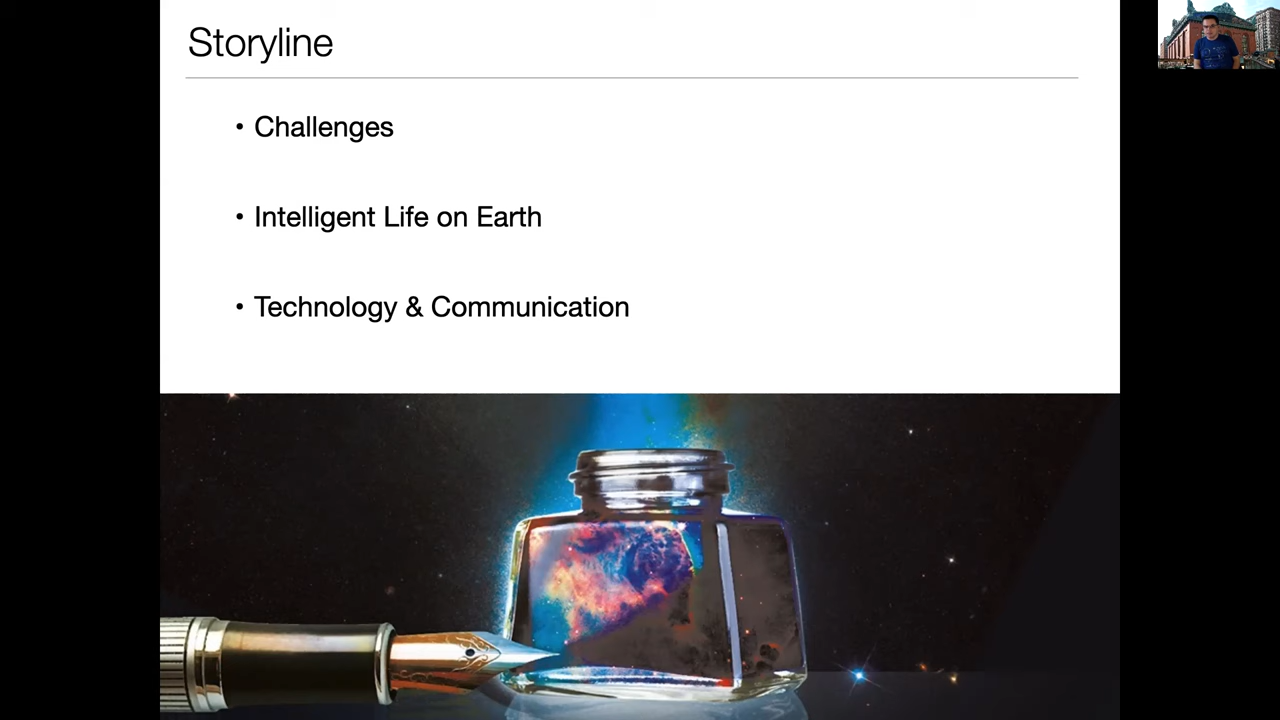 Storyline
• Challenges
• Intelligent Life on Earth
• Technology & Communication